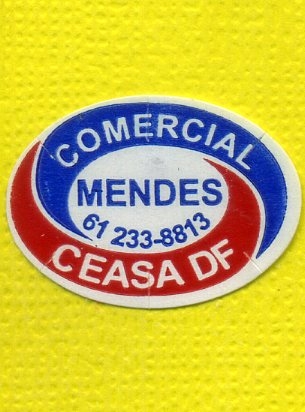 COMERCIAL
MENDES
61 233-8813
CEASA DF